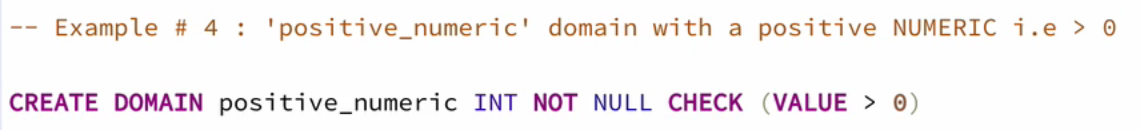 -- Example # 4 : 'positive_numeric' domain with a positive NUMERIC i.e > 0
CREATE DOMAIN positive_numeric INT NOT NULL CHECK (VALUE > 0)